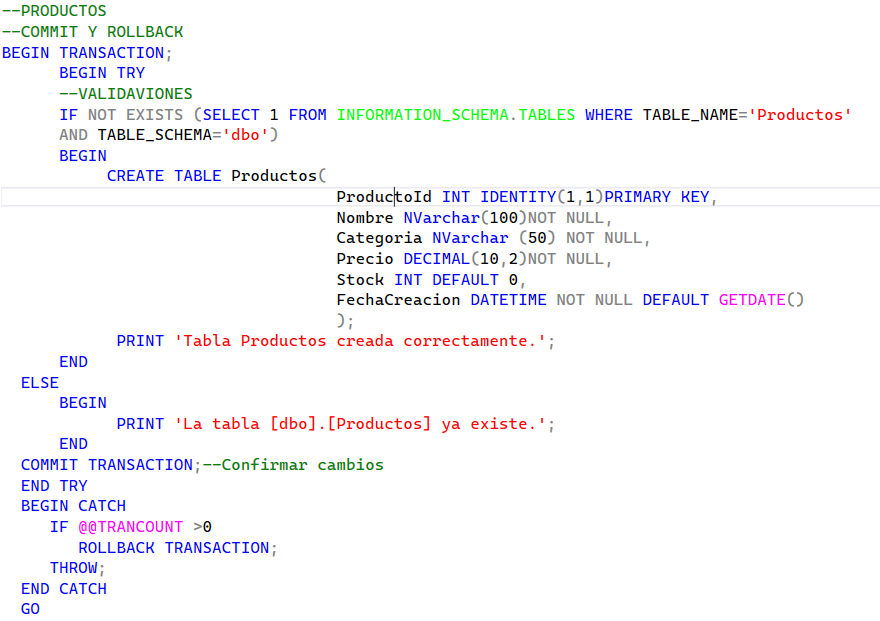 --PRODUCTOS
--COMMIT Y ROLLBACK
BEGIN TRANSACTION;
BEGIN TRY
--VALIDAVIONES
IF NOT EXISTS (SELECT 1 FROM INFORMATION_SCHEMA.TABLES WHERE TABLE_NAME='Productos'
AND TABLE_SCHEMA='dbo')
BEGIN
CREATE TABLE Productos(
ProductoId INT IDENTITY(1,1)PRIMARY KEY,
Nombre NVarchar(100)NOT NULL,
Categoria NVarchar (50) NOT NULL,
Precio DECIMAL(10,2)NOT NULL,
Stock INT DEFAULT 0,
FechaCreacion DATETIME NOT NULL DEFAULT GETDATE()
);
PRINT 'Tabla Productos creada correctamente.';
END
ELSE
BEGIN
PRINT 'La tabla [dbo].[Productos] ya existe.';
END
COMMIT TRANSACTION;--Confirmar cambios
END TRY
BEGIN CATCH
IF @@TRANCOUNT >0
ROLLBACK TRANSACTION;
THROW;
END CATCH
GO